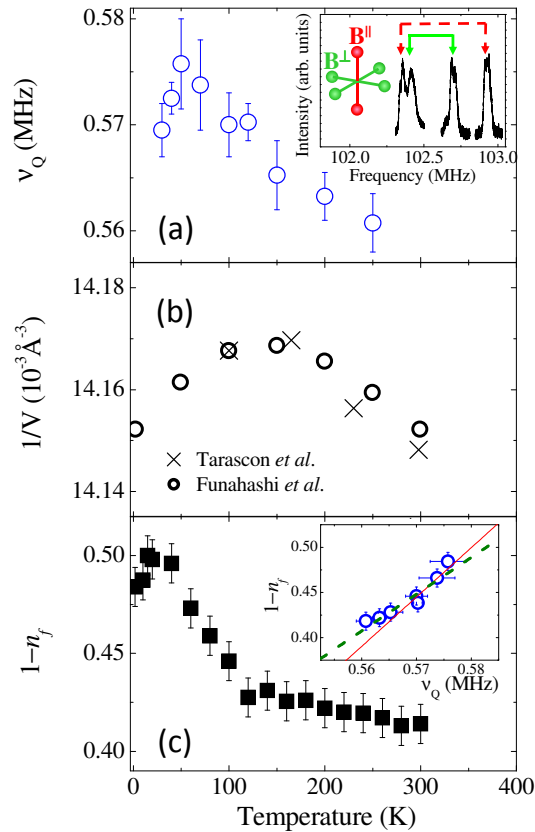 0.58
0.57
0.56
ν_Q (MHz)
(a)
B^∥
B^⊥
Intensity (arb. units)
102.0 102.5 103.0
Frequency (MHz)
14.18
14.16
14.14
1/V (10^-3 Å^-3)
(b)
Tarascon et al.
Funahashi et al.
0.50
0.45
0.40
1−n_f
(c)
0.50
0.45
0.40
1−n_f
0.56 0.57 0.58
ν_Q (MHz)
0 100 200 300 400
Temperature (K)